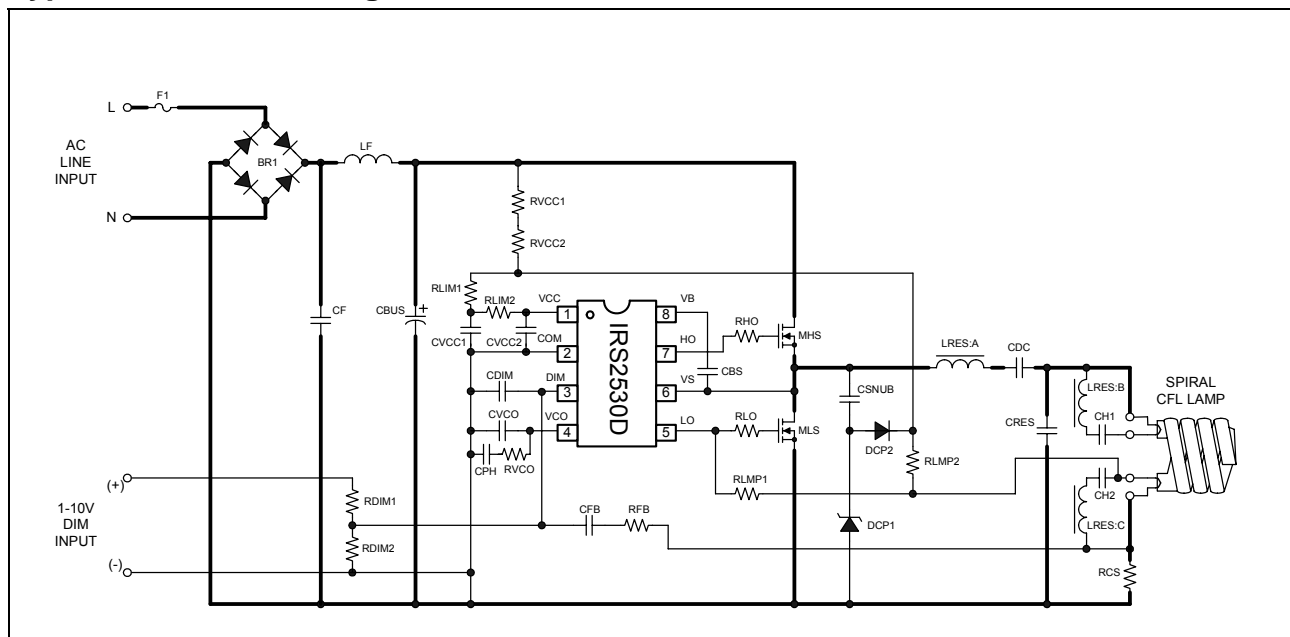 F1
L
AC
LINE
INPUT
BR1
LF
N
RVCC1
RVCC2
CF
CBUS
+
RLIM1
RLIM2
VCC
CVCC1
CVCC2
COM
CDIM
DIM
CVCO
VCO
CPH
RVCO
1
2
3
4
IRS2530D
8
7
6
5
VB
HO
VS
LO
RHO
MHS
CBS
RLO
MLS
CSNUB
DCP2
RLMP1
RLMP2
DCP1
LRES:A
CDC
CRES
LRES:B
CH1
SPIRAL
CFL LAMP
CH2
LRES:C
RCS
(+)
1-10V
DIM
INPUT
(-)
RDIM1
RDIM2
CFB
RFB